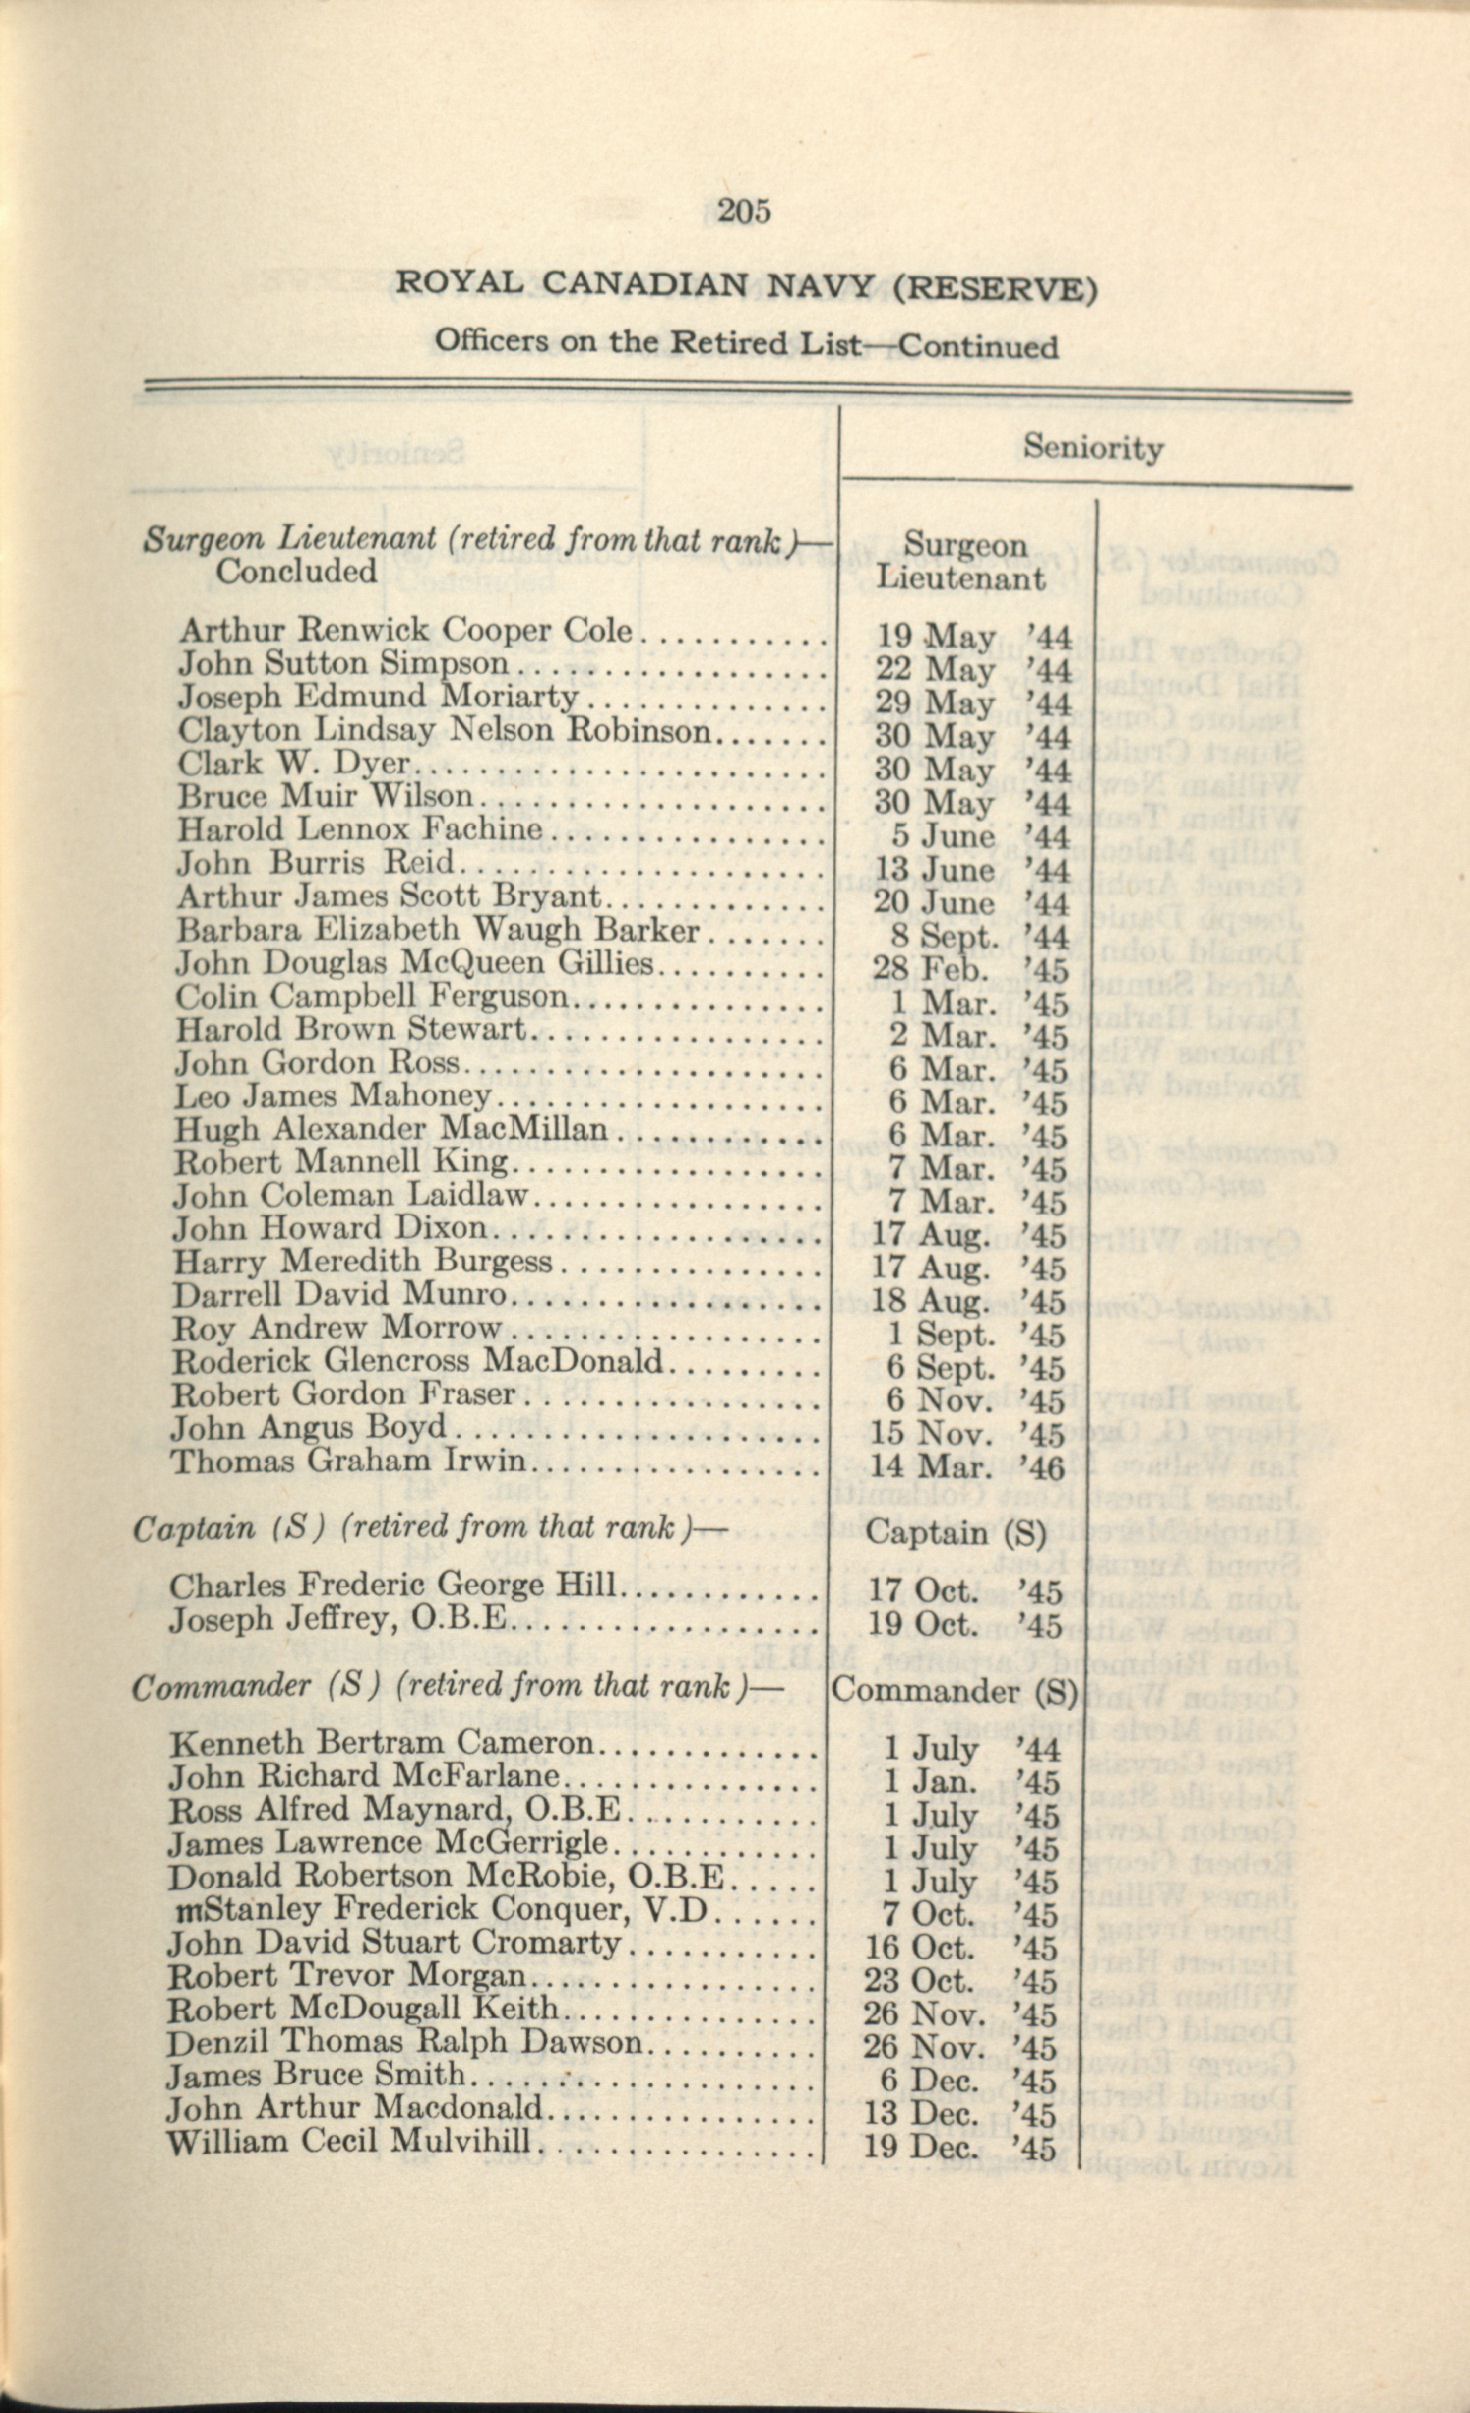 205
ROYAL CANADIAN NAVY (RESERVE)
Officers on the Retired List—Continued
Seniority
Surgeon Lieutenant (retired from that rank)— Surgeon
Concluded Lieutenant
Arthur Renwick Cooper Cole............ 19 May ’44
John Sutton Simpson................... 22 May ’44
Joseph Edmund Moriarty............... 29 May ’44
Clayton Lindsay Nelson Robinson....... 30 May ’44
Clark W. Dyer......................... 30 May ’44
Bruce Muir Wilson..................... 30 May ’44
Harold Lennox Fachine................. 5 June ’44
John Burris Reid...................... 13 June ’44
Arthur James Scott Bryant............. 20 June ’44
Barbara Elizabeth Waugh Barker....... 8 Sept. ’44
John Douglas McQueen Gillies.......... 28 Feb. ’45
Colin Campbell Ferguson............... 1 Mar. ’45
Harold Brown Stewart.................. 2 Mar. ’45
John Gordon Ross...................... 6 Mar. ’45
Leo James Mahoney.................... 6 Mar. ’45
Hugh Alexander MacMillan............. 6 Mar. ’45
Robert Mannell King................... 7 Mar. ’45
John Coleman Laidlaw.................. 7 Mar. ’45
John Howard Dixon.................... 17 Aug. ’45
Harry Meredith Burgess................ 17 Aug. ’45
Darrell David Munro................... 18 Aug. ’45
Roy Andrew Morrow................... 1 Sept. ’45
Roderick Glencross MacDonald......... 6 Sept. ’45
Robert Gordon Fraser.................. 6 Nov. ’45
John Angus Boyd...................... 15 Nov. ’45
Thomas Graham Irwin.................. 14 Mar. ’46
Captain (S) (retired from that rank)— Captain (S)
Charles Frederic George Hill............ 17 Oct. ’45
Joseph Jeffrey, O.B.E................... 19 Oct. ’45
Commander (S) (retired from that rank)— Commander (S)
Kenneth Bertram Cameron............. 1 July ’44
John Richard McFarlane............... 1 Jan. ’45
Ross Alfred Maynard, O.B.E............ 1 July ’45
James Lawrence McGerrigle............ 1 July ’45
Donald Robertson McRobie, O.B.E..... 1 July ’45
mStanley Frederick Conquer, V.D...... 7 Oct. ’45
John David Stuart Cromarty........... 16 Oct. ’45
Robert Trevor Morgan................. 23 Oct. ’45
Robert McDougall Keith............... 26 Nov. ’45
Denzil Thomas Ralph Dawson.......... 26 Nov. ’45
James Bruce Smith..................... 6 Dec. ’45
John Arthur Macdonald................ 13 Dec. ’45
William Cecil Mulvihill................. 19 Dec. ’45